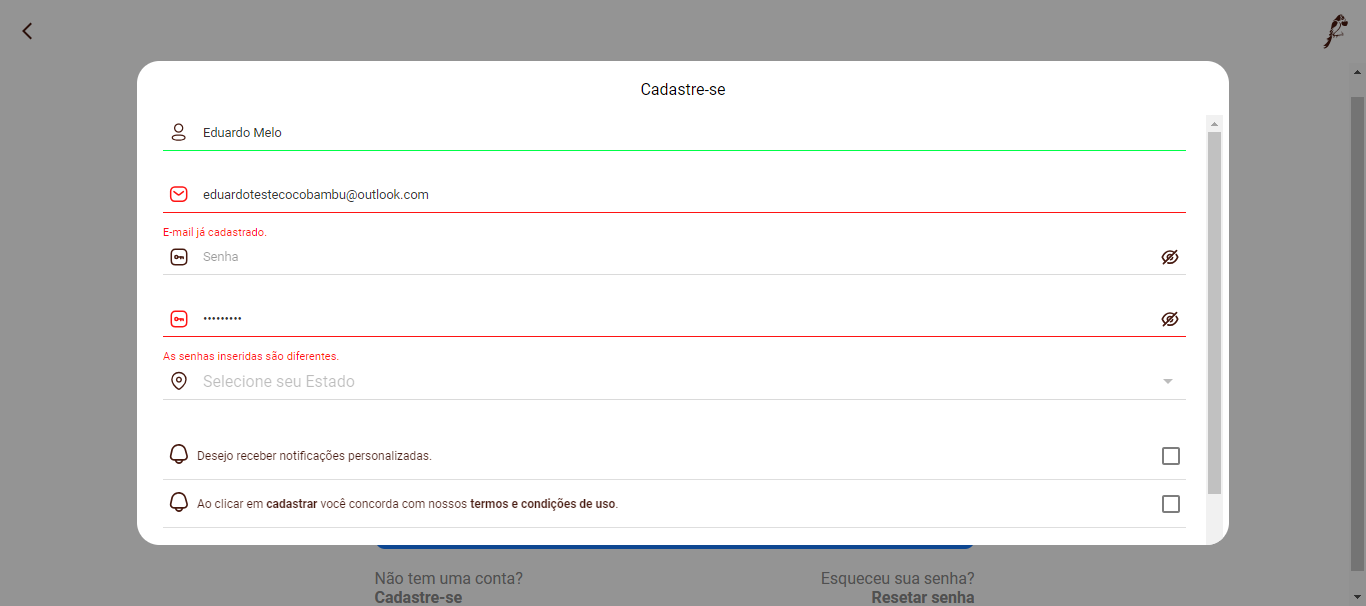 Cadastre-se
Eduardo Melo
eduardotestecocobambu@outlook.com
E-mail já cadastrado.
Senha
•••••••••
As senhas inseridas são diferentes.
Selecione seu Estado
Desejo receber notificações personalizadas.
Ao clicar em cadastrar você concorda com nossos termos e condições de uso.
Não tem uma conta? Esqueceu sua senha?
Cadastre-se Resetar senha